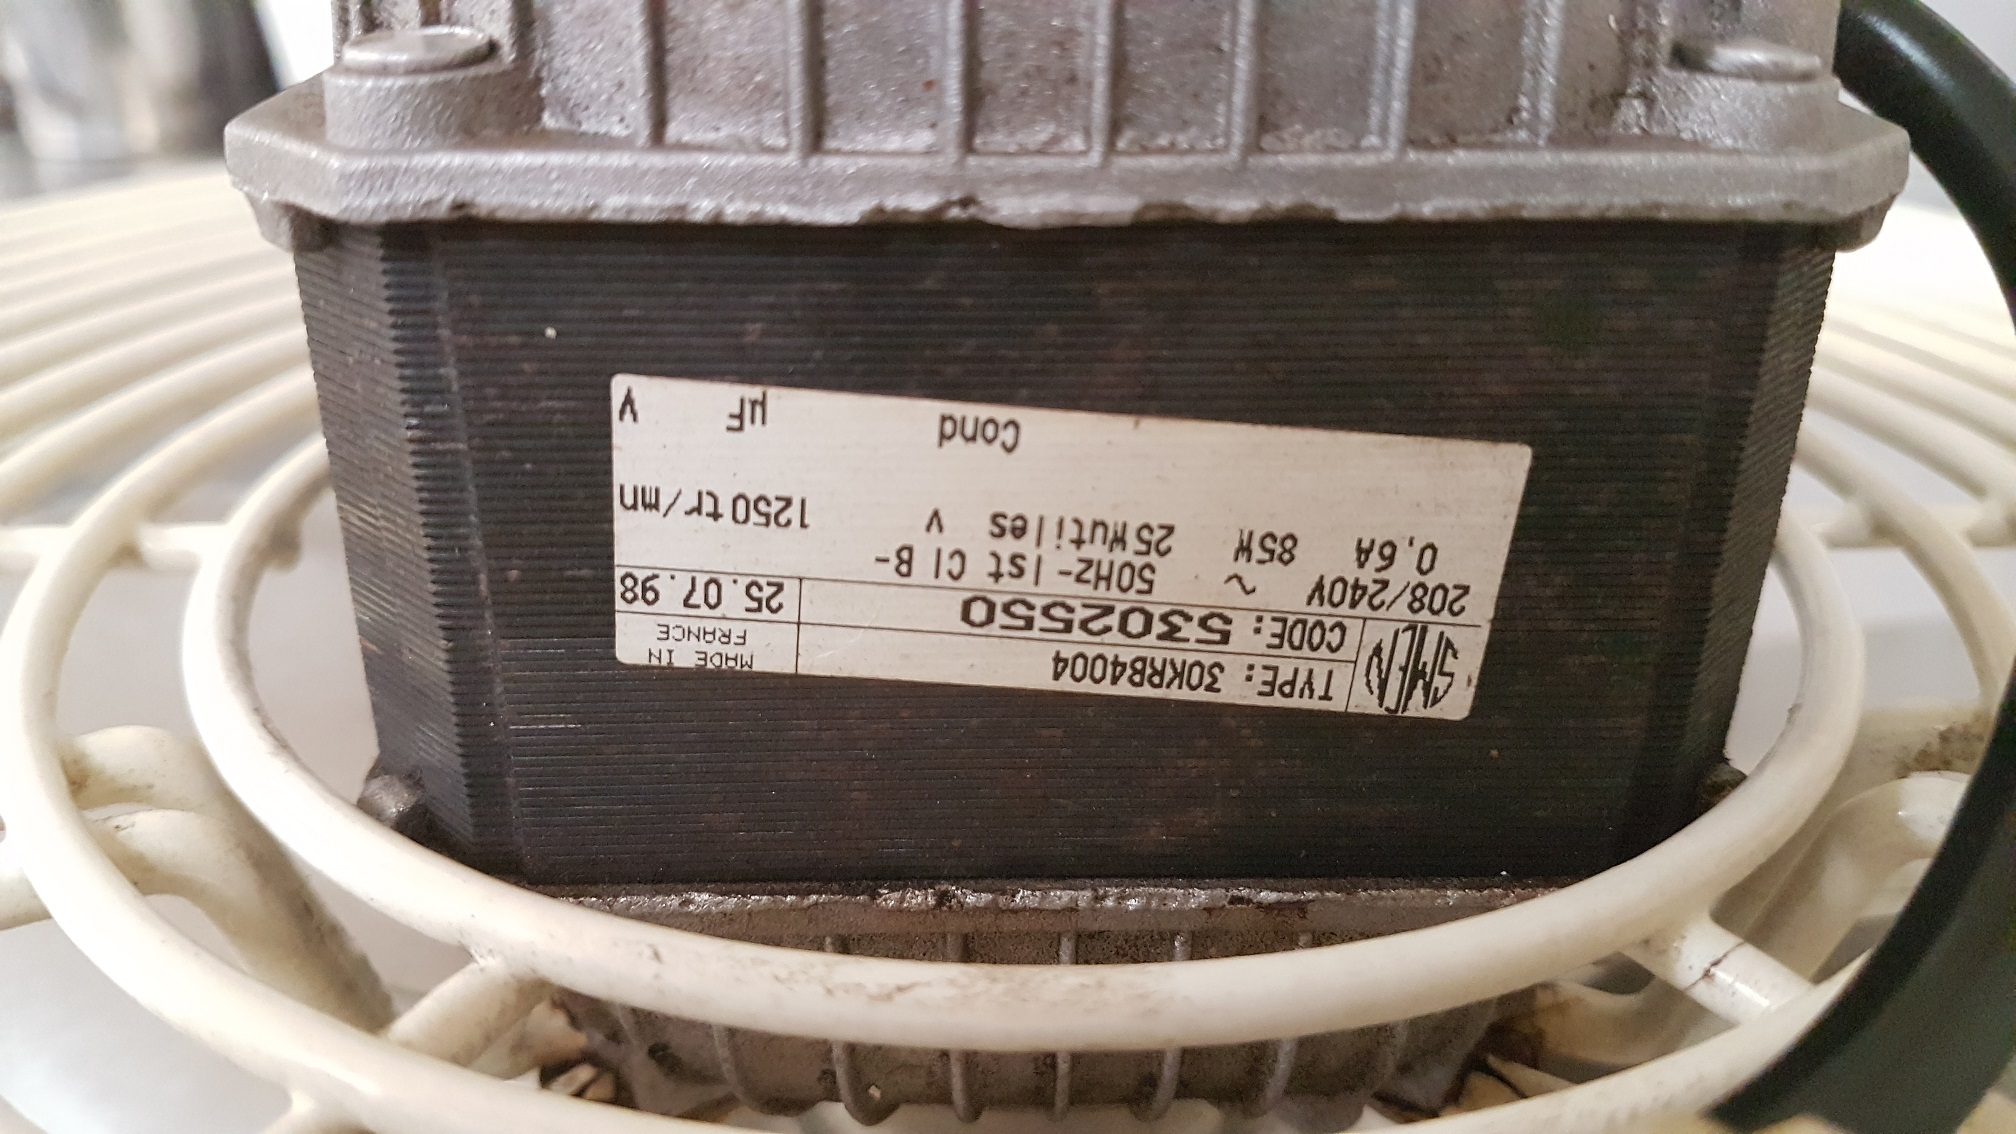 SMEN
TYPE: 30KRB4004
CODE: 5302550
MADE IN
FRANCE
25.07.98
208/240V ~ 50HZ-Ist Cl B-
0,6A 85W 25Wutiles v 1250tr/mn
Cond µF V